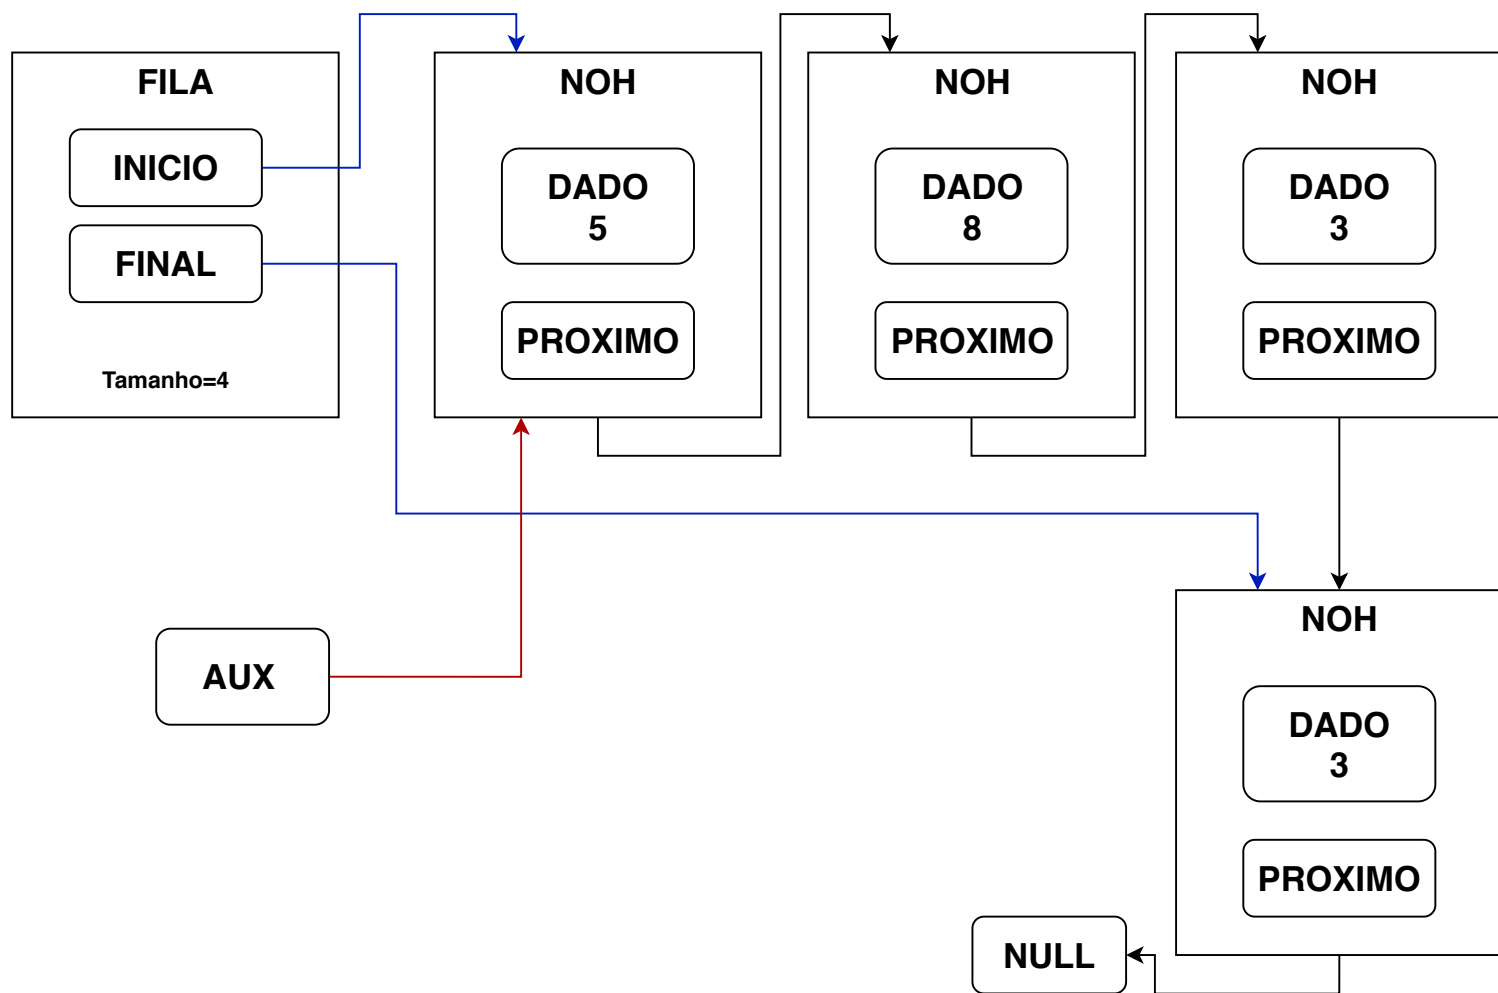 FILA
INICIO
FINAL
Tamanho=4
NOH
DADO
5
PROXIMO
NOH
DADO
8
PROXIMO
NOH
DADO
3
PROXIMO
AUX
NOH
DADO
3
PROXIMO
NULL